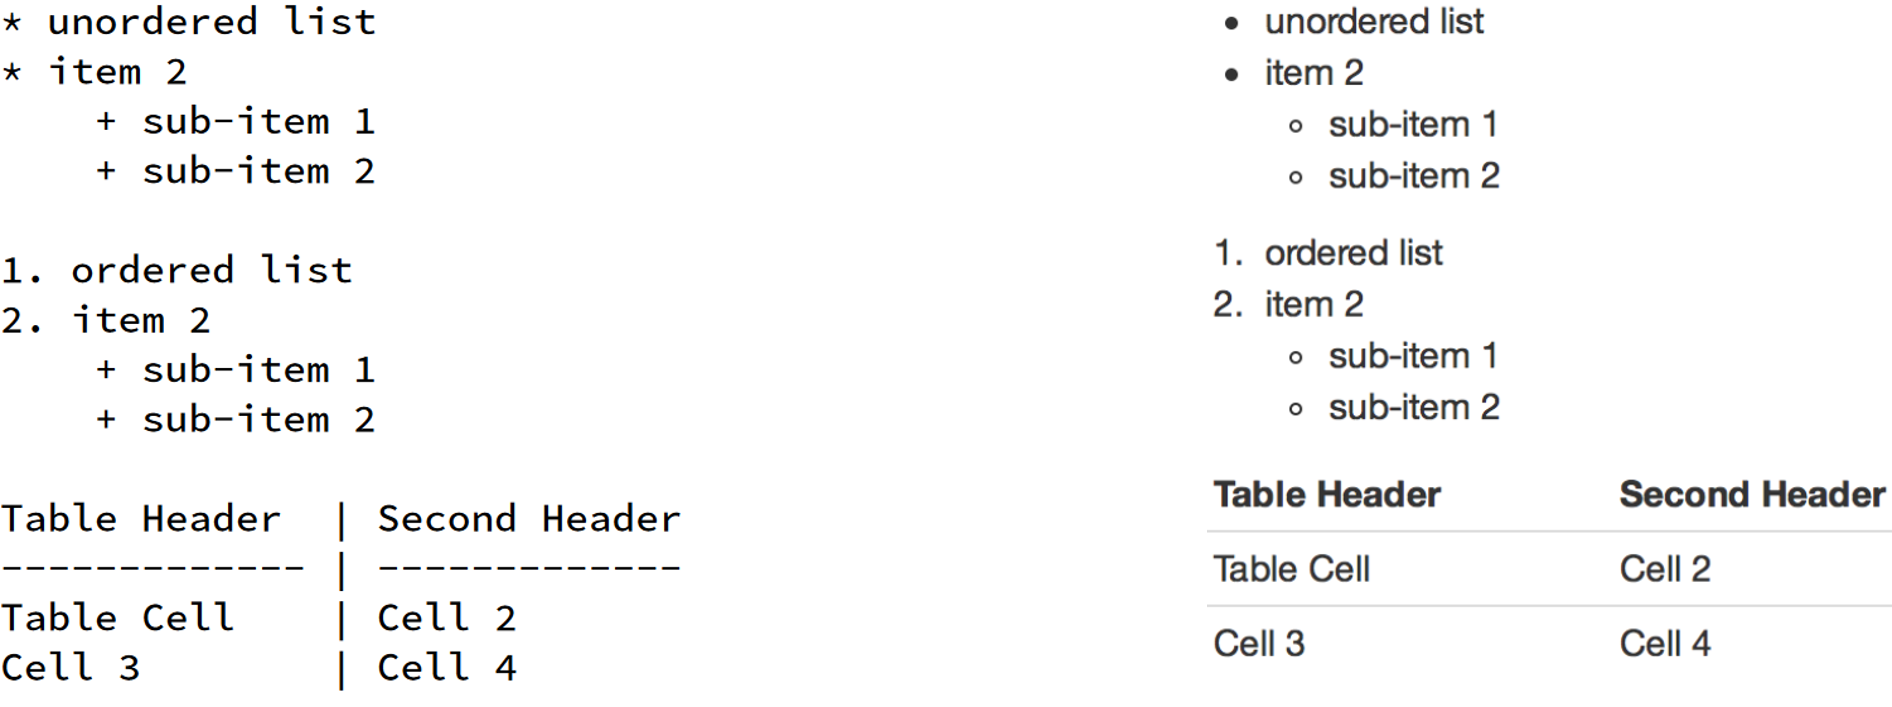 * unordered list
* item 2
    + sub-item 1
    + sub-item 2

1. ordered list
2. item 2
    + sub-item 1
    + sub-item 2

Table Header  | Second Header
------------- | -------------
Table Cell    | Cell 2
Cell 3        | Cell 4

• unordered list
• item 2
    ◦ sub-item 1
    ◦ sub-item 2

1. ordered list
2. item 2
    ◦ sub-item 1
    ◦ sub-item 2

Table Header Second Header
Table Cell Cell 2
Cell 3 Cell 4